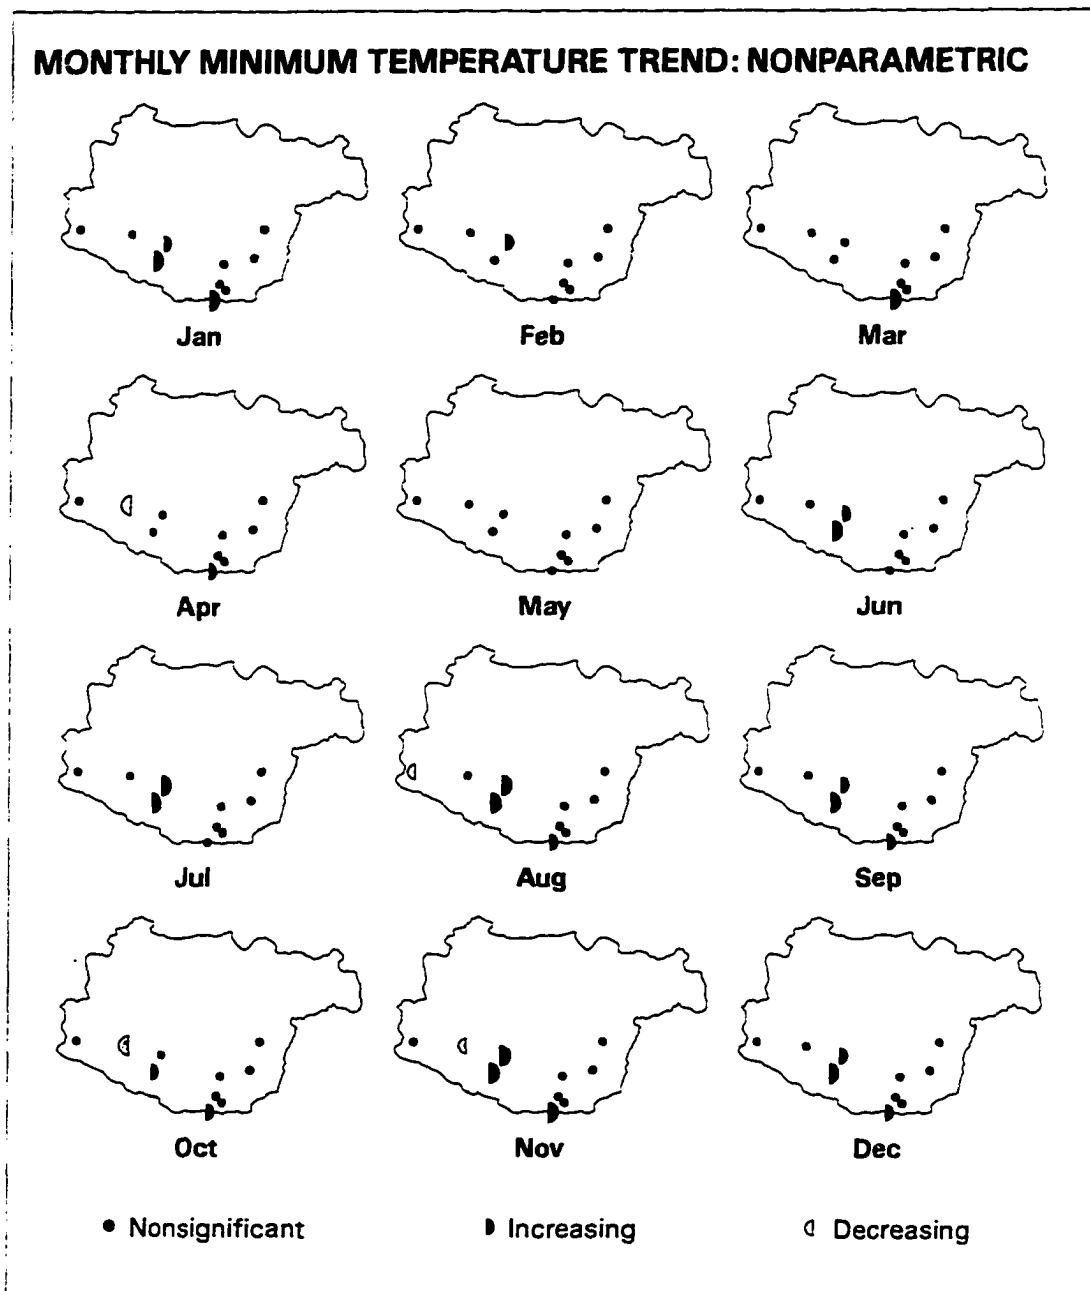 MONTHLY MINIMUM TEMPERATURE TREND: NONPARAMETRIC
Jan Feb Mar
Apr May Jun
Jul Aug Sep
Oct Nov Dec
Nonsignificant Increasing Decreasing